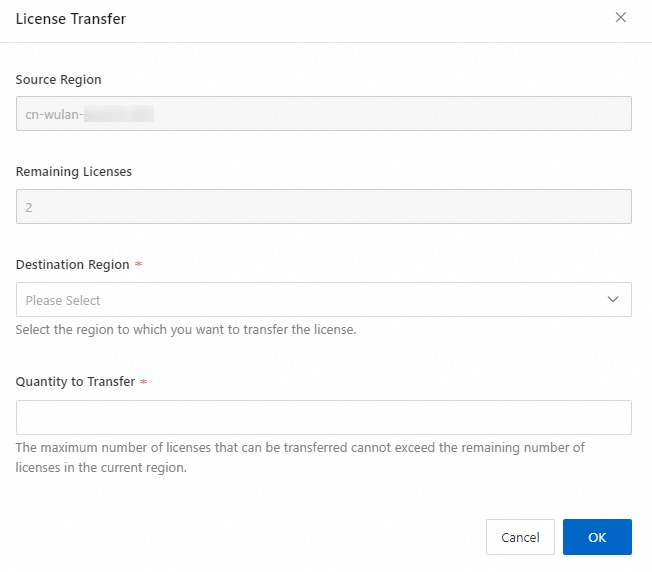 License Transfer
Source Region
cn-wulan-
Remaining Licenses
2
Destination Region *
Please Select
Select the region to which you want to transfer the license.
Quantity to Transfer *
The maximum number of licenses that can be transferred cannot exceed the remaining number of
licenses in the current region.
Cancel
OK